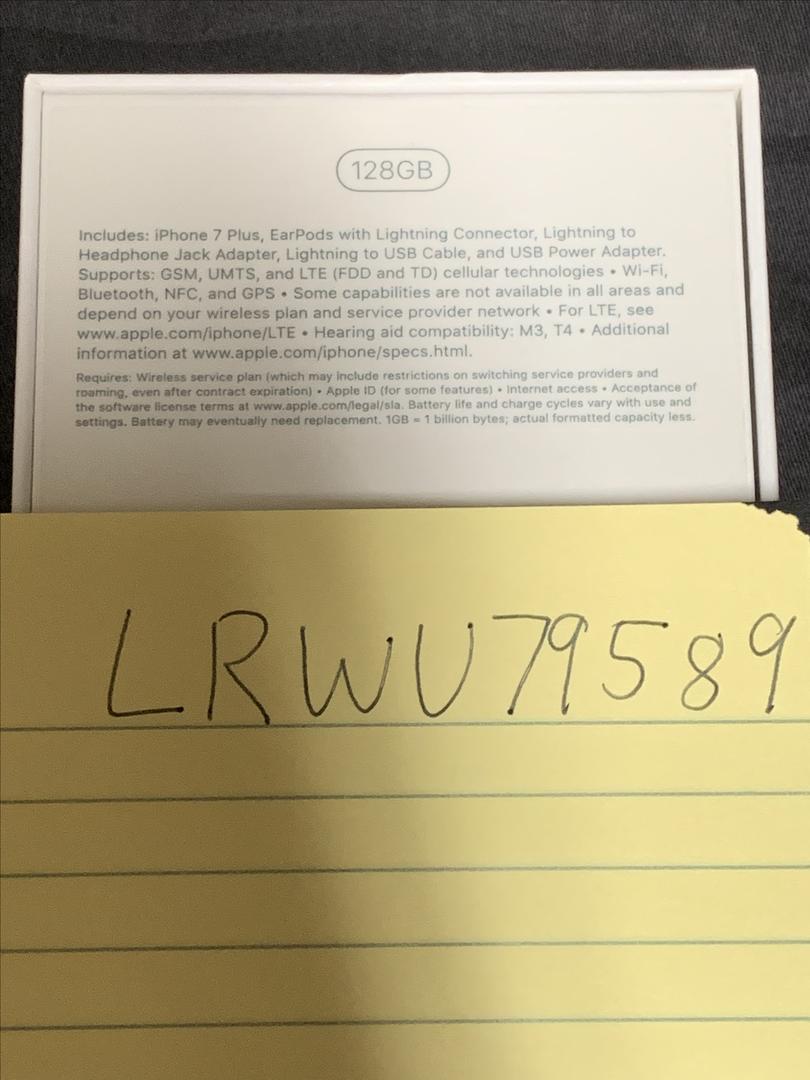 128GB
Includes: iPhone 7 Plus, EarPods with Lightning Connector, Lightning to
Headphone Jack Adapter, Lightning to USB Cable, and USB Power Adapter.
Supports: GSM, UMTS, and LTE (FDD and TD) cellular technologies • Wi-Fi,
Bluetooth, NFC, and GPS • Some capabilities are not available in all areas and
depend on your wireless plan and service provider network • For LTE, see
www.apple.com/iphone/LTE • Hearing aid compatibility: M3, T4 • Additional
information at www.apple.com/iphone/specs.html.
Requires: Wireless service plan (which may include restrictions on switching service providers and
roaming, even after contract expiration) • Apple ID (for some features) • Internet access • Acceptance of
the software license terms at www.apple.com/legal/sla. Battery life and charge cycles vary with use and
settings. Battery may eventually need replacement. 1GB = 1 billion bytes; actual formatted capacity less.
LRWU79589